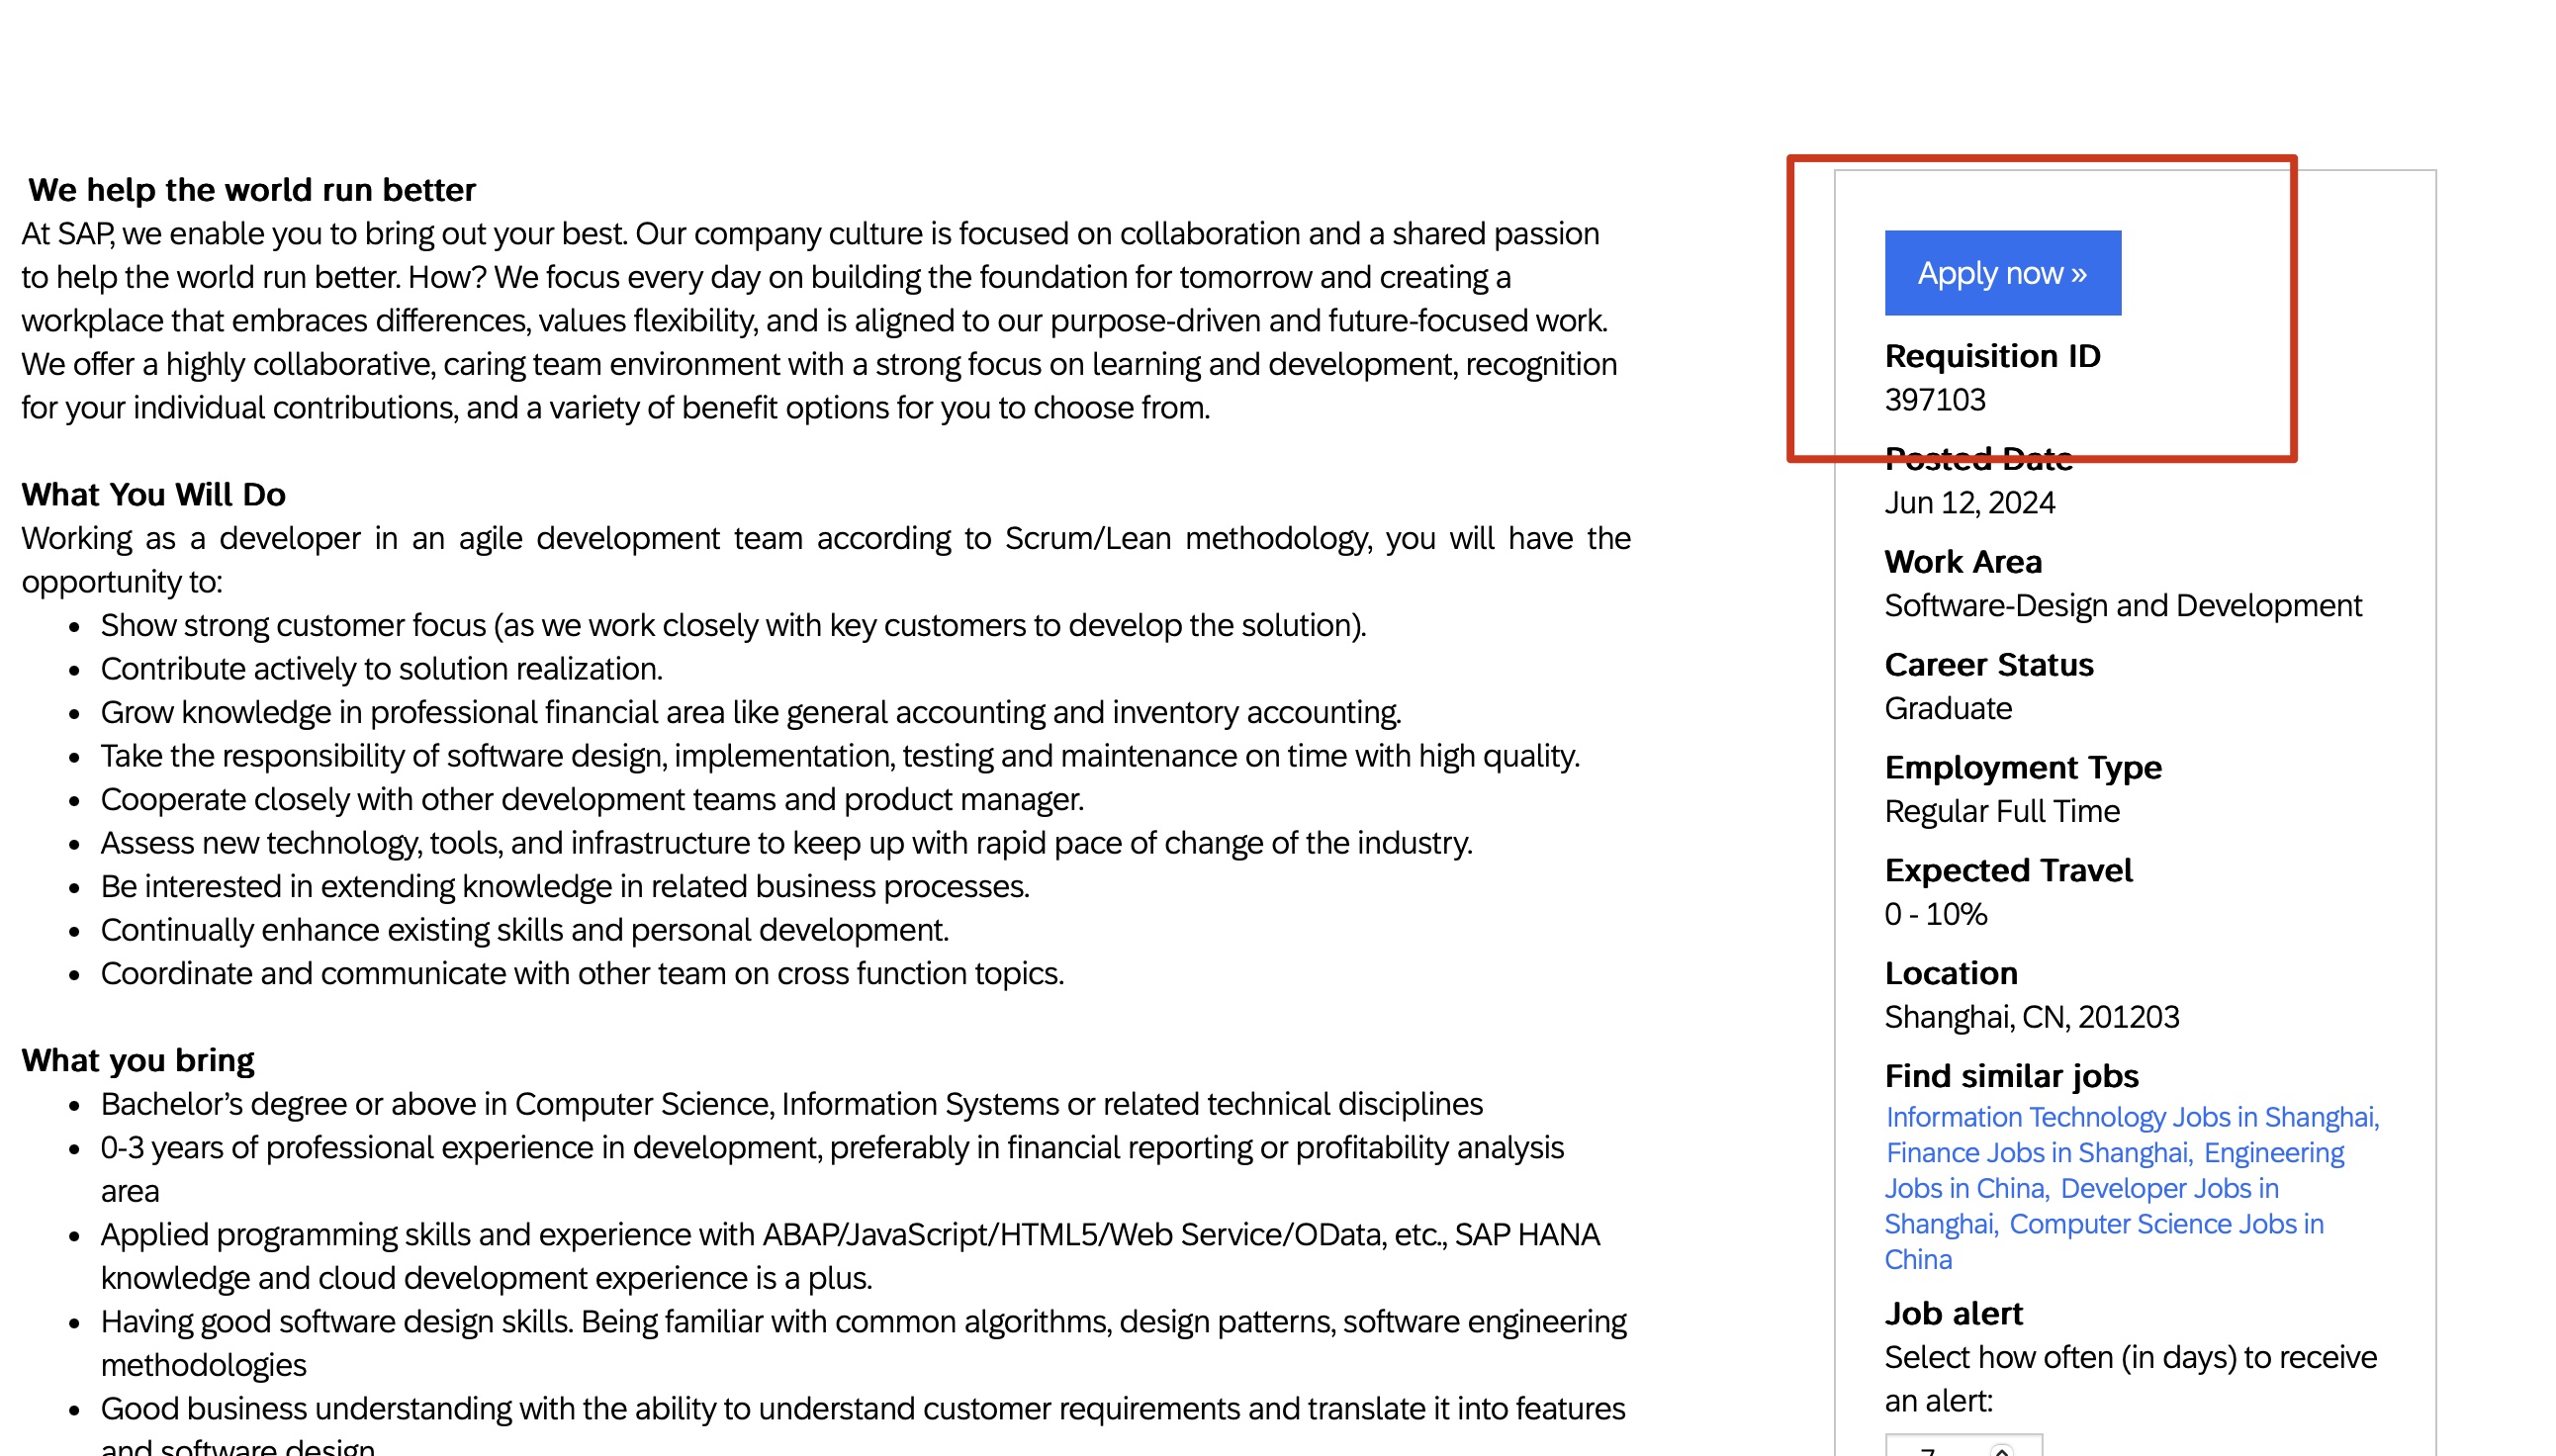 We help the world run better
At SAP, we enable you to bring out your best. Our company culture is focused on collaboration and a shared passion
to help the world run better. How? We focus every day on building the foundation for tomorrow and creating a
workplace that embraces differences, values flexibility, and is aligned to our purpose-driven and future-focused work.
We offer a highly collaborative, caring team environment with a strong focus on learning and development, recognition
for your individual contributions, and a variety of benefit options for you to choose from.
What You Will Do
Working as a developer in an agile development team according to Scrum/Lean methodology, you will have the
opportunity to:
• Show strong customer focus (as we work closely with key customers to develop the solution).
• Contribute actively to solution realization.
• Grow knowledge in professional financial area like general accounting and inventory accounting.
• Take the responsibility of software design, implementation, testing and maintenance on time with high quality.
• Cooperate closely with other development teams and product manager.
• Assess new technology, tools, and infrastructure to keep up with rapid pace of change of the industry.
• Be interested in extending knowledge in related business processes.
• Continually enhance existing skills and personal development.
• Coordinate and communicate with other team on cross function topics.
What you bring
• Bachelor’s degree or above in Computer Science, Information Systems or related technical disciplines
• 0-3 years of professional experience in development, preferably in financial reporting or profitability analysis
area
• Applied programming skills and experience with ABAP/JavaScript/HTML5/Web Service/OData, etc., SAP HANA
knowledge and cloud development experience is a plus.
• Having good software design skills. Being familiar with common algorithms, design patterns, software engineering
methodologies
• Good business understanding with the ability to understand customer requirements and translate it into features
and software design
Apply now »
Requisition ID
397103
Posted Date
Jun 12, 2024
Work Area
Software-Design and Development
Career Status
Graduate
Employment Type
Regular Full Time
Expected Travel
0 - 10%
Location
Shanghai, CN, 201203
Find similar jobs
Information Technology Jobs in Shanghai,
Finance Jobs in Shanghai, Engineering
Jobs in China, Developer Jobs in
Shanghai, Computer Science Jobs in
China
Job alert
Select how often (in days) to receive
an alert:
7